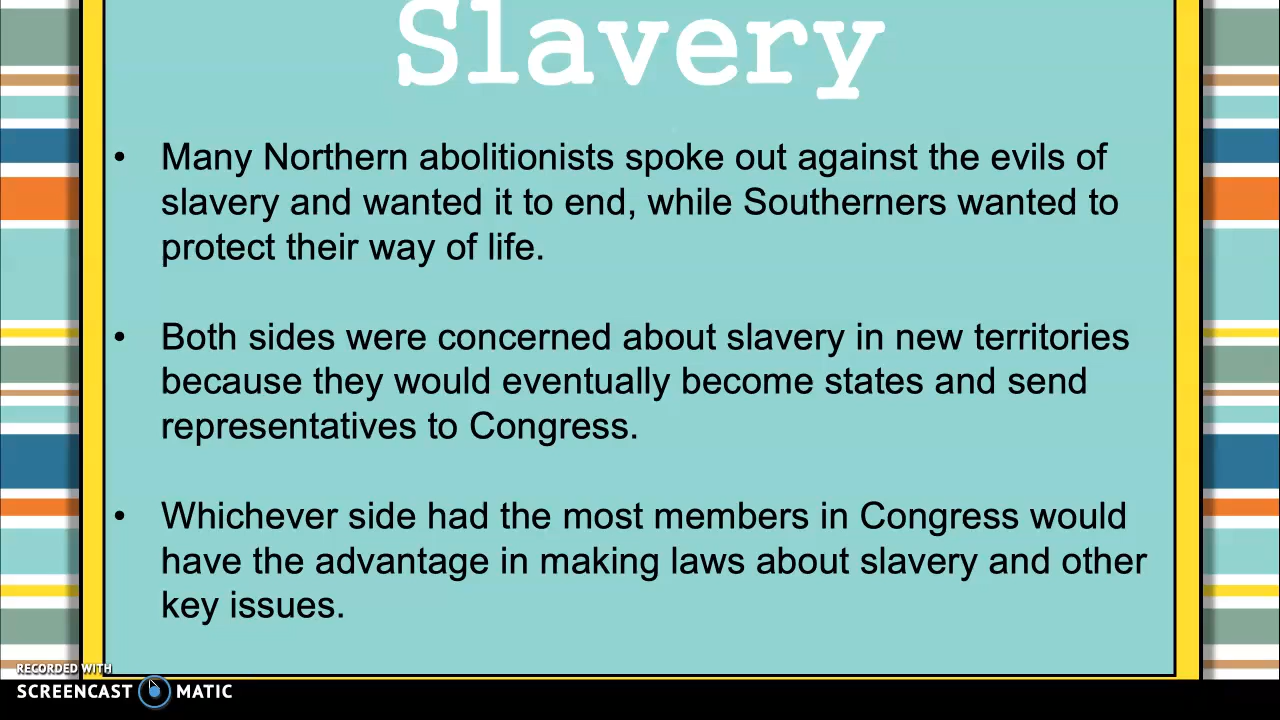 Slavery
• Many Northern abolitionists spoke out against the evils of
slavery and wanted it to end, while Southerners wanted to
protect their way of life.
• Both sides were concerned about slavery in new territories
because they would eventually become states and send
representatives to Congress.
• Whichever side had the most members in Congress would
have the advantage in making laws about slavery and other
key issues.
RECORDED WITH
SCREENCAST MATIC